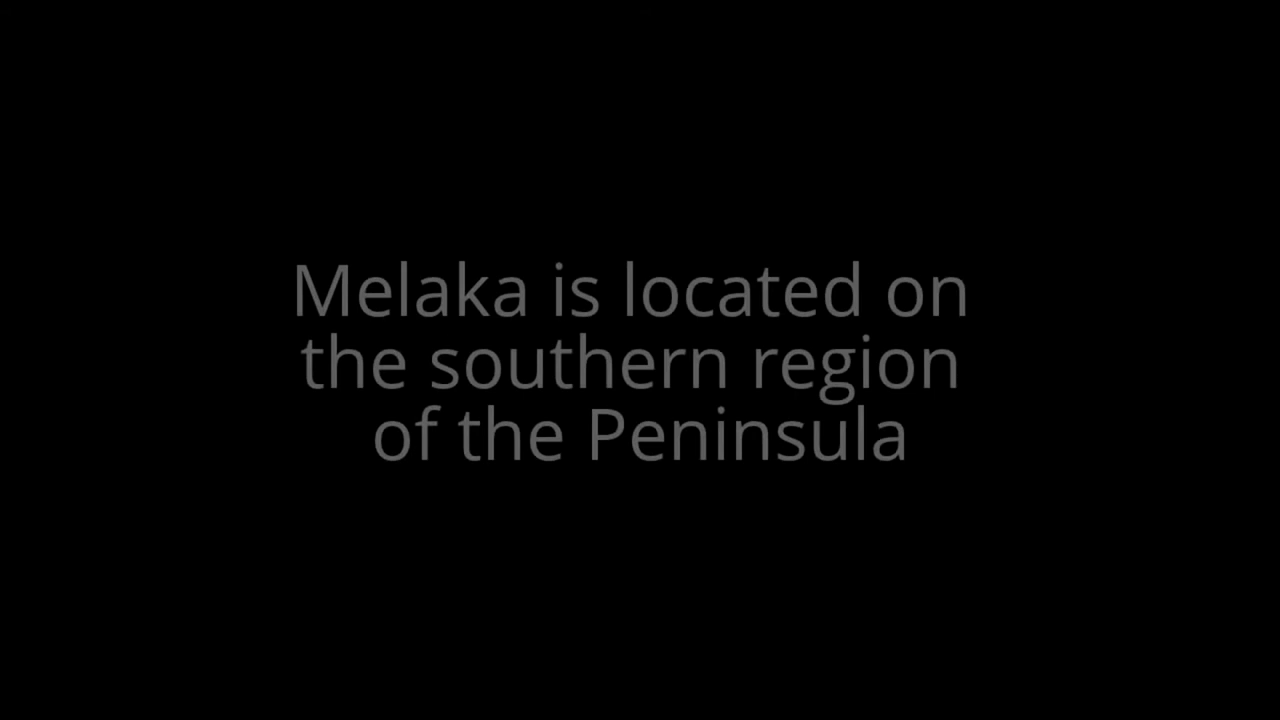 Melaka is located on
the southern region
of the Peninsula